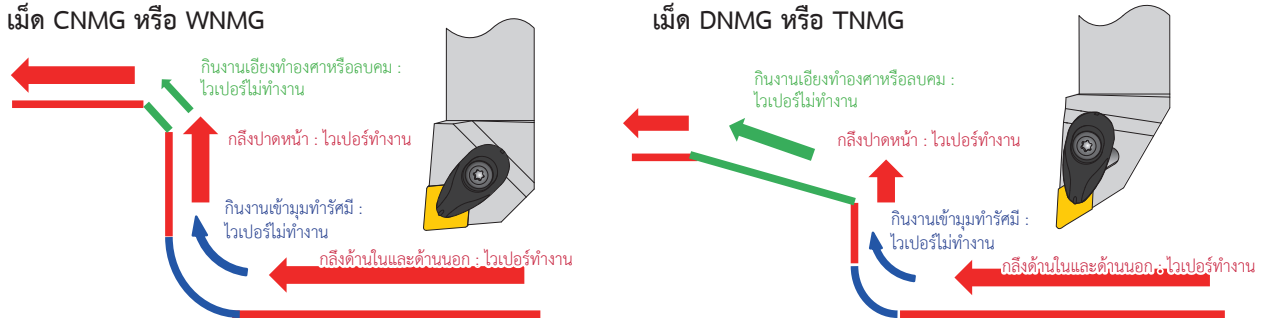 เม็ด CNMG หรือ WNMG
กินงานเอียงทำองศาหรือลบคม :
ไวเปอร์ไม่ทำงาน
กลึงปาดหน้า : ไวเปอร์ทำงาน
กินงานเข้ามุมทำรัศมี :
ไวเปอร์ไม่ทำงาน
กลึงด้านในและด้านนอก : ไวเปอร์ทำงาน
เม็ด DNMG หรือ TNMG
กินงานเอียงทำองศาหรือลบคม :
ไวเปอร์ไม่ทำงาน
กลึงปาดหน้า : ไวเปอร์ทำงาน
กินงานเข้ามุมทำรัศมี :
ไวเปอร์ไม่ทำงาน
กลึงด้านในและด้านนอก : ไวเปอร์ทำงาน